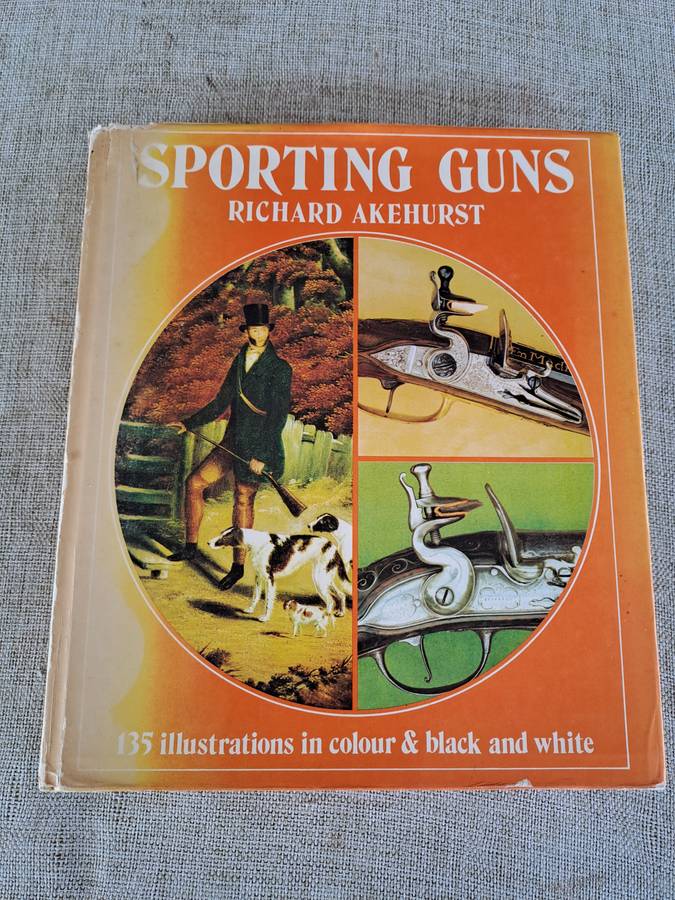 SPORTING GUNS
RICHARD AKEHURST
135 illustrations in colour & black and white